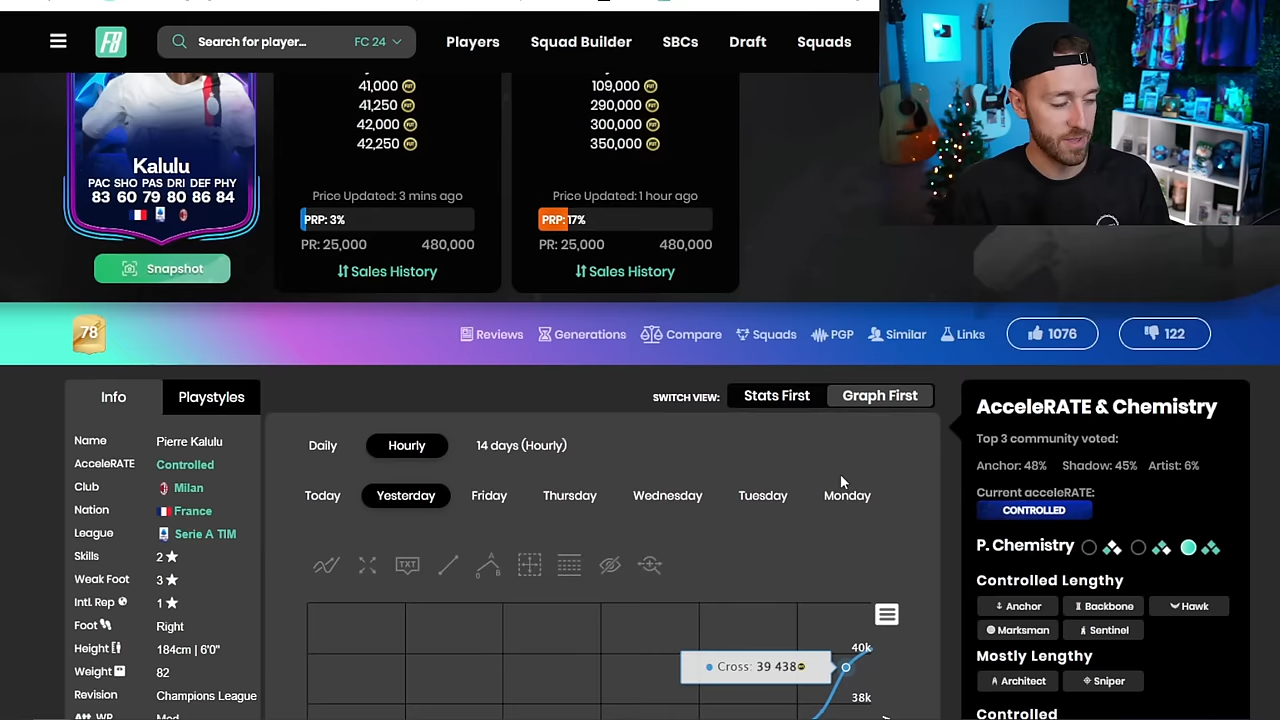 FB
Search for player...
FC 24
Players
Squad Builder
SBCs
Draft
Squads
Kalulu
PAC SHO PAS DRI DEF PHY
83 60 79 80 86 84
Snapshot
41,000
41,250
42,000
42,250
Price Updated: 3 mins ago
PRP: 3%
PR: 25,000
480,000
Sales History
109,000
290,000
300,000
350,000
Price Updated: 1 hour ago
PRP: 17%
PR: 25,000
480,000
Sales History
78
Reviews
Generations
Compare
Squads
PGP
Similar
Links
1076
122
Info
Playstyles
Name Pierre Kalulu
AcceleRATE Controlled
Club Milan
Nation France
League Serie A TIM
Skills 2
Weak Foot 3
Intl. Rep 1
Foot Right
Height 184cm | 6'0"
Weight 82
Revision Champions League
Att. WR Med
SWITCH VIEW:
Stats First
Graph First
Daily
Hourly
14 days (Hourly)
Today
Yesterday
Friday
Thursday
Wednesday
Tuesday
Monday
TXT
Cross: 39 438
40k
38k
AcceleRATE & Chemistry
Top 3 community voted:
Anchor: 48% Shadow: 45% Artist: 6%
Current acceleRATE:
CONTROLLED
P. Chemistry
Controlled Lengthy
Anchor
Backbone
Hawk
Marksman
Sentinel
Mostly Lengthy
Architect
Sniper
Controlled